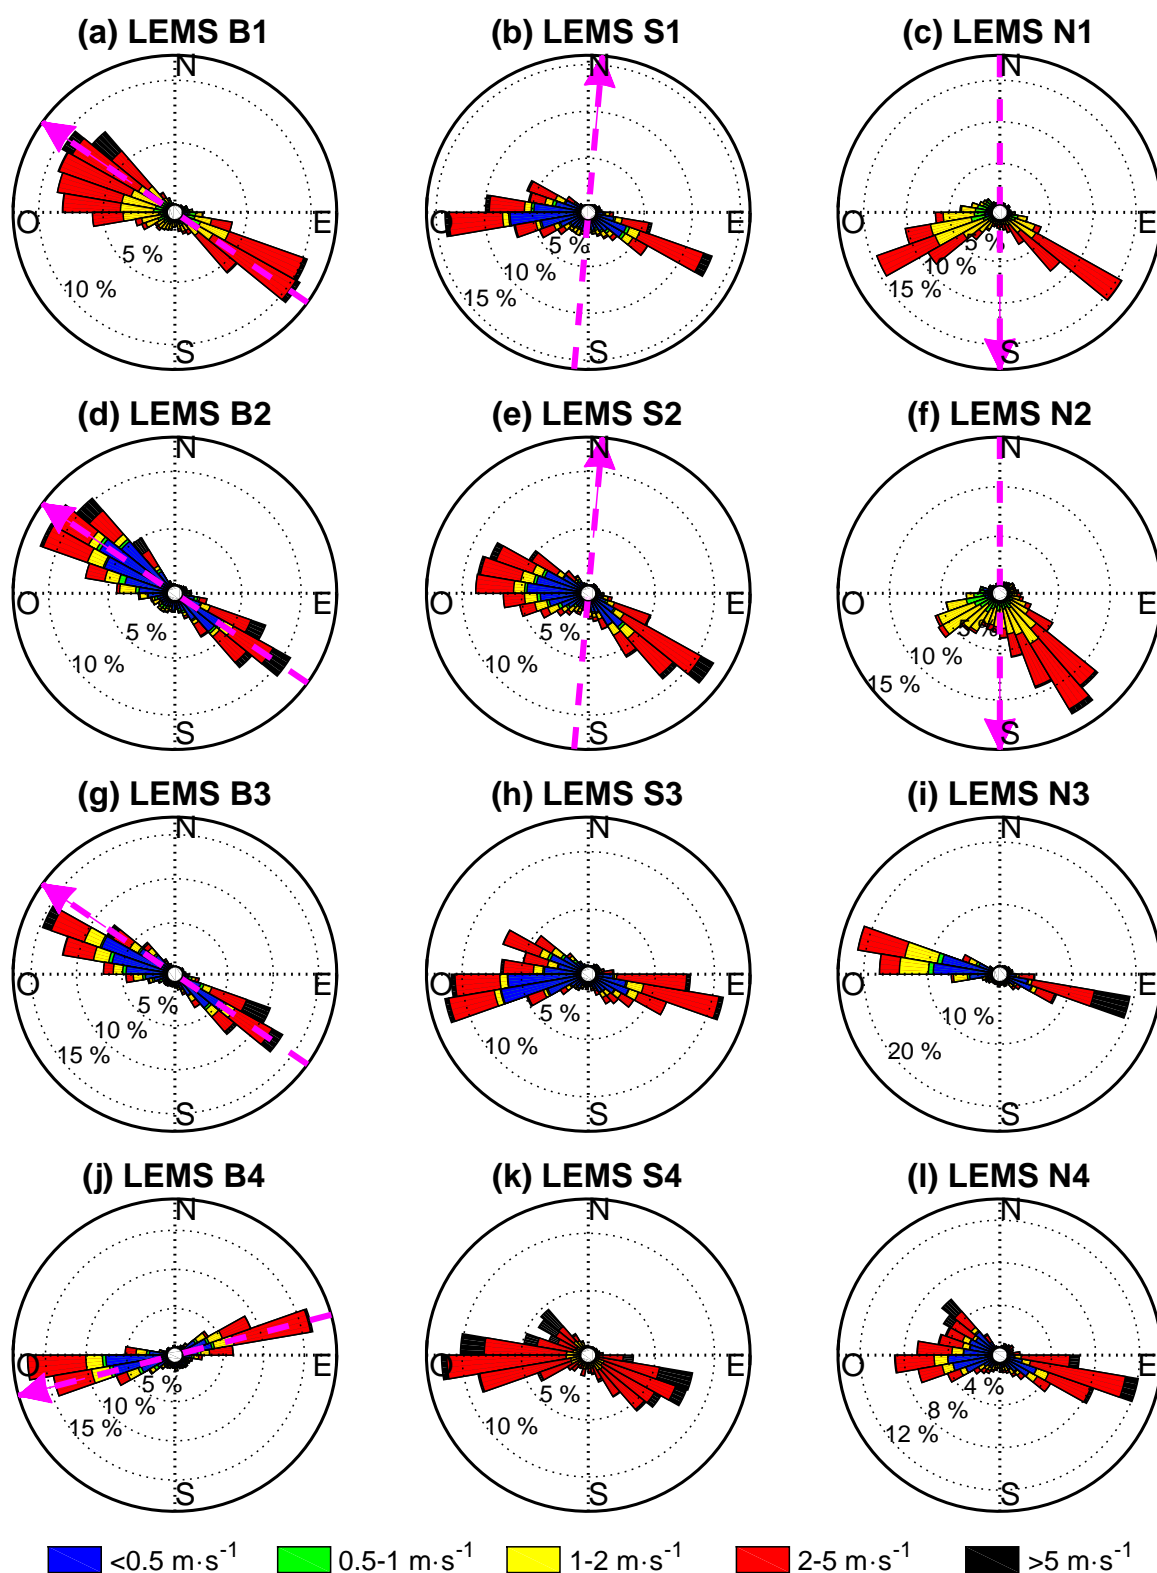 (a) LEMS B1 (b) LEMS S1 (c) LEMS N1
N N N
O E O E O E
5 % 5 % 5 %
10 % 10 % 10 %
15 % 15 %
S S S
(d) LEMS B2 (e) LEMS S2 (f) LEMS N2
N N N
O E O E O E
5 % 5 % 5 %
10 % 10 % 10 %
15 %
S S S
(g) LEMS B3 (h) LEMS S3 (i) LEMS N3
N N N
O E O E O E
5 % 5 % 10 %
10 % 10 % 20 %
15 %
S S S
(j) LEMS B4 (k) LEMS S4 (l) LEMS N4
N N N
O E O E O E
5 % 5 % 4 %
10 % 10 % 8 %
15 % 12 %
S S S
<0.5 m·s⁻¹ 0.5-1 m·s⁻¹ 1-2 m·s⁻¹ 2-5 m·s⁻¹ >5 m·s⁻¹